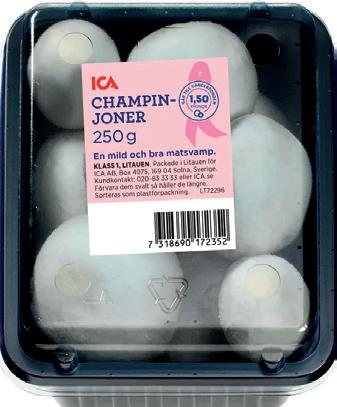 ICA
CHAMPIN-
JONER
250 g
1,50
KRONOR
En mild och bra matsvamp.
KLASS 1, LITAUEN. Packade i Litauen för
ICA AB, Box 4075, 169 04 Solna, Sverige.
Kundkontakt: 020-83 33 33 eller ICA.se
Förvara dem svalt så håller de längre.
Sorteras som plastförpackning.
LT72296
7 318690 172352